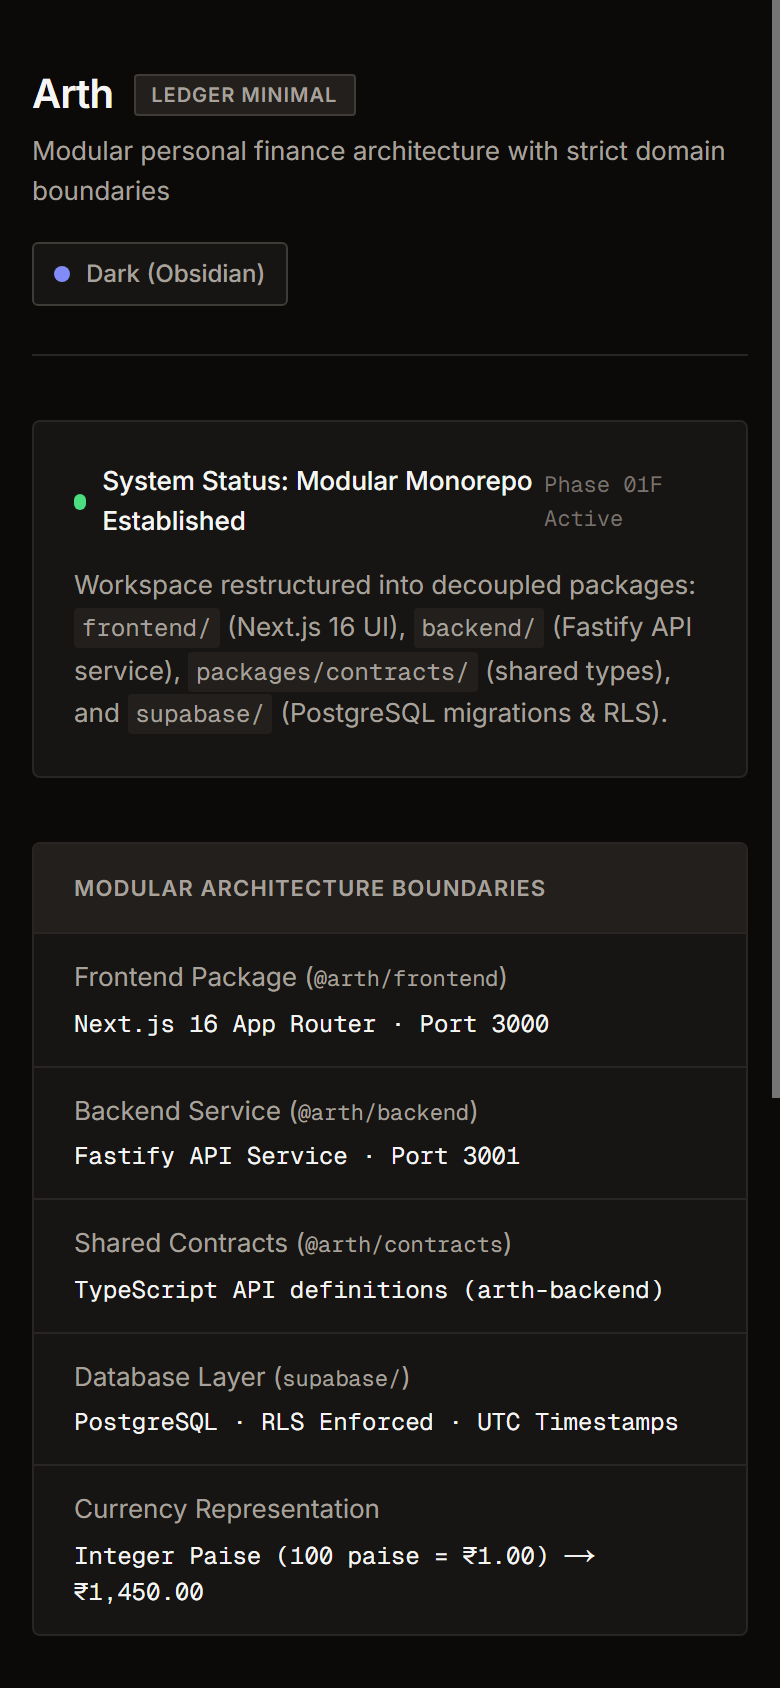 Arth LEDGER MINIMAL
Modular personal finance architecture with strict domain
boundaries
Dark (Obsidian)
System Status: Modular Monorepo
Established
Phase 01F
Active
Workspace restructured into decoupled packages:
frontend/ (Next.js 16 UI), backend/ (Fastify API
service), packages/contracts/ (shared types),
and supabase/ (PostgreSQL migrations & RLS).
MODULAR ARCHITECTURE BOUNDARIES
Frontend Package (@arth/frontend)
Next.js 16 App Router · Port 3000
Backend Service (@arth/backend)
Fastify API Service · Port 3001
Shared Contracts (@arth/contracts)
TypeScript API definitions (arth-backend)
Database Layer (supabase/)
PostgreSQL · RLS Enforced · UTC Timestamps
Currency Representation
Integer Paise (100 paise = ₹1.00) →
₹1,450.00